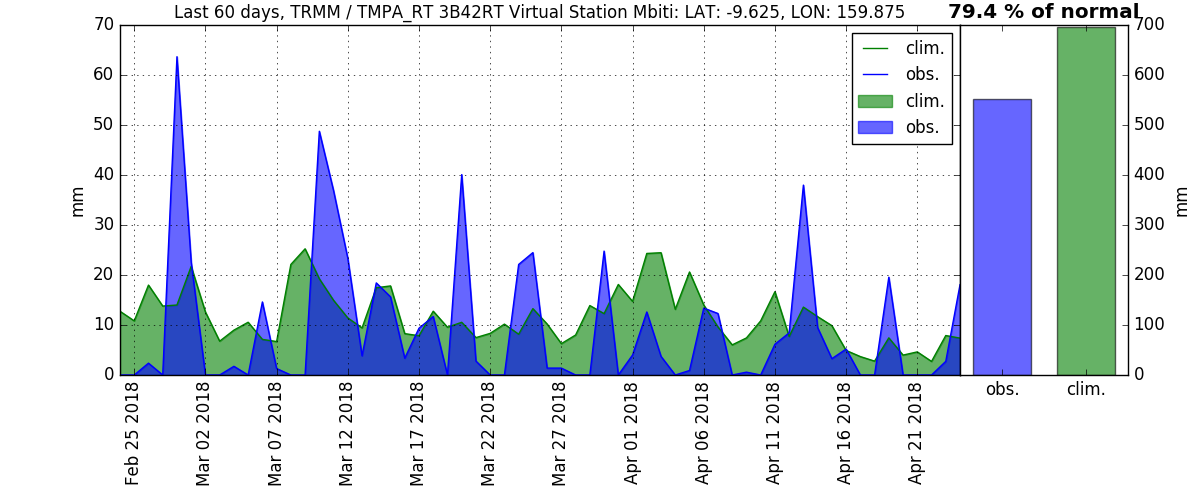 Last 60 days, TRMM / TMPA_RT 3B42RT Virtual Station Mbiti: LAT: -9.625, LON: 159.875
79.4 % of normal
70
60
50
40
30
20
10
0
mm
clim.
obs.
clim.
obs.
700
600
500
400
300
200
100
0
mm
obs.
clim.
Feb 25 2018
Mar 02 2018
Mar 07 2018
Mar 12 2018
Mar 17 2018
Mar 22 2018
Mar 27 2018
Apr 01 2018
Apr 06 2018
Apr 11 2018
Apr 16 2018
Apr 21 2018